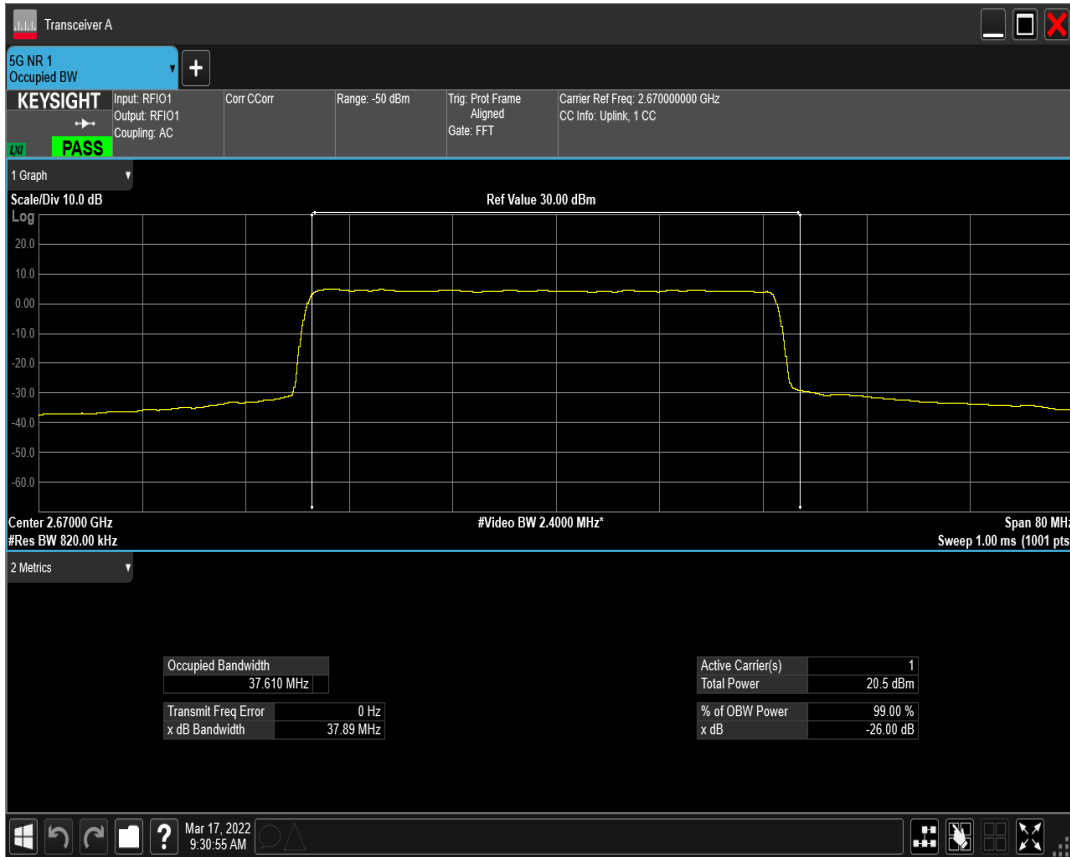 Transceiver A
5G NR 1
Occupied BW
+
KEYSIGHT
LXI
PASS
Input: RFIO1
Output: RFIO1
Coupling: AC
Corr CCorr
Range: -50 dBm
Trig: Prot Frame
Aligned
Gate: FFT
Carrier Ref Freq: 2.670000000 GHz
CC Info: Uplink, 1 CC
1 Graph
Scale/Div 10.0 dB
Ref Value 30.00 dBm
Log
20.0
10.0
0.00
-10.0
-20.0
-30.0
-40.0
-50.0
-60.0
Center 2.67000 GHz
#Video BW 2.4000 MHz*
Span 80 MHz
#Res BW 820.00 kHz
Sweep 1.00 ms (1001 pts
2 Metrics
Occupied Bandwidth
37.610 MHz
Transmit Freq Error 0 Hz
x dB Bandwidth 37.89 MHz
Active Carrier(s) 1
Total Power 20.5 dBm
% of OBW Power 99.00 %
x dB -26.00 dB
?
Mar 17, 2022
9:30:55 AM